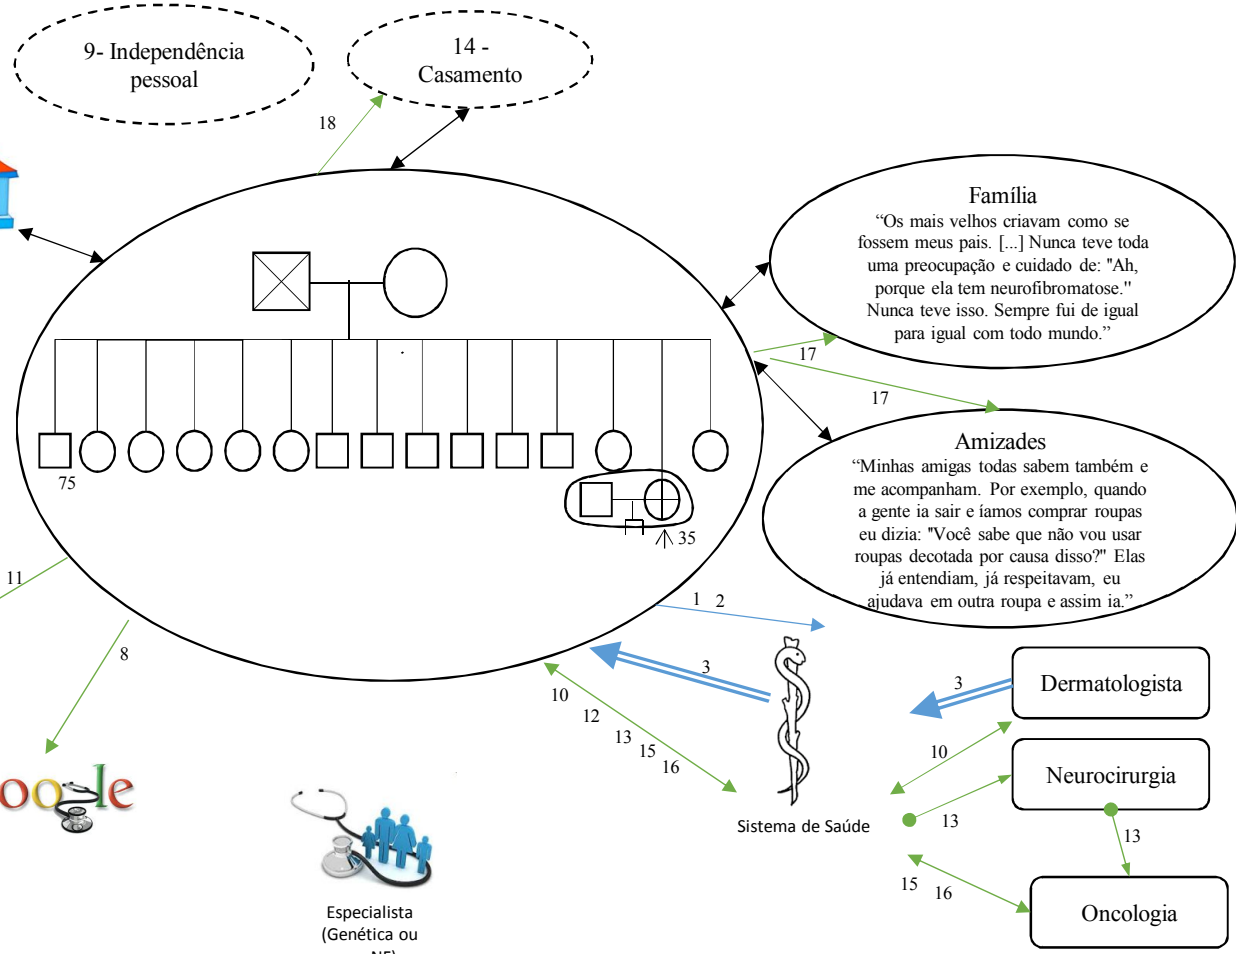 9- Independência
pessoal
14 -
Casamento
18
Família
“Os mais velhos criavam como se
fossem meus pais. [...] Nunca teve toda
uma preocupação e cuidado de: "Ah,
porque ela tem neurofibromatose."
Nunca teve isso. Sempre fui de igual
para igual com todo mundo.”
17
17
Amizades
“Minhas amigas todas sabem também e
me acompanham. Por exemplo, quando
a gente ia sair e íamos comprar roupas
eu dizia: "Você sabe que não vou usar
roupas decotada por causa disso?" Elas
já entendiam, já respeitavam, eu
ajudava em outra roupa e assim ia.”
75
35
11
8
1 2
3
10
12
13
15
16
3
Dermatologista
10
Neurocirurgia
13
13
15
16
Oncologia
Sistema de Saúde
oogle
Especialista
(Genética ou
NF)